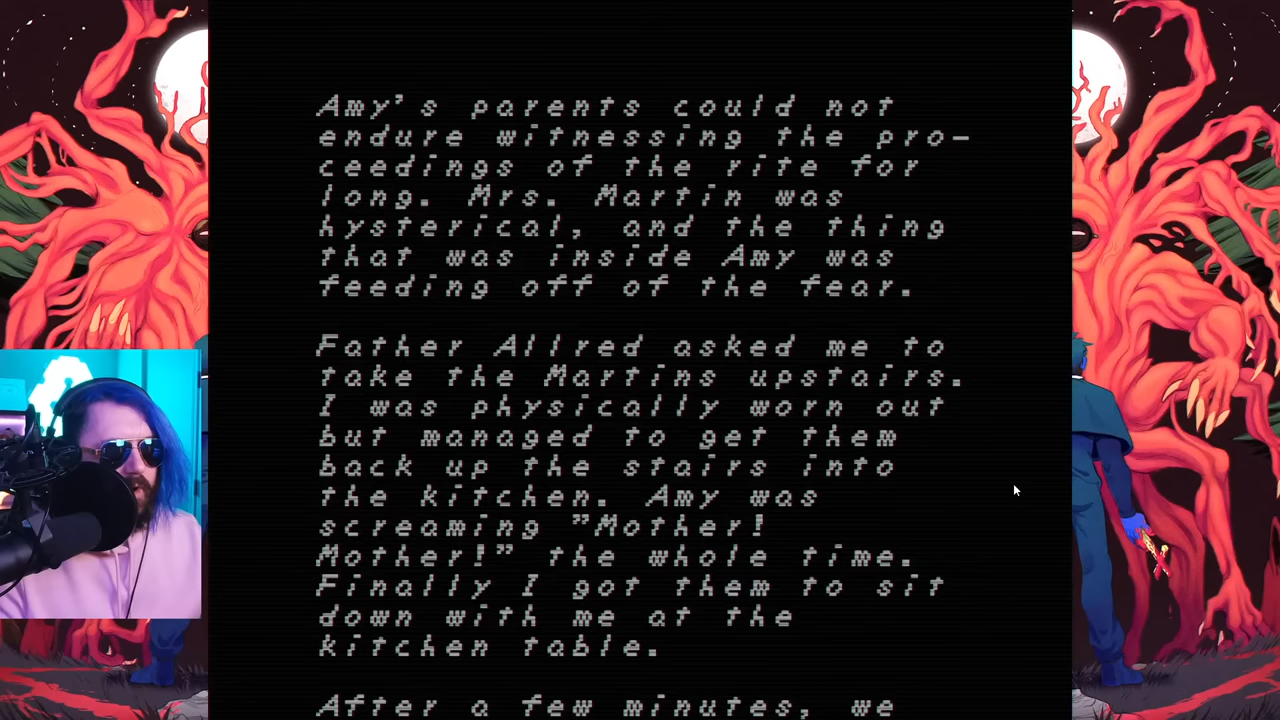 Amy's parents could not
endure witnessing the pro-
ceedings of the rite for
long. Mrs. Martin was
hysterical, and the thing
that was inside Amy was
feeding off of the fear.
Father Allred asked me to
take the Martins upstairs.
I was physically worn out
but managed to get them
back up the stairs into
the kitchen. Amy was
screaming "Mother!
Mother!" the whole time.
Finally I got them to sit
down with me at the
kitchen table.
After a few minutes, we